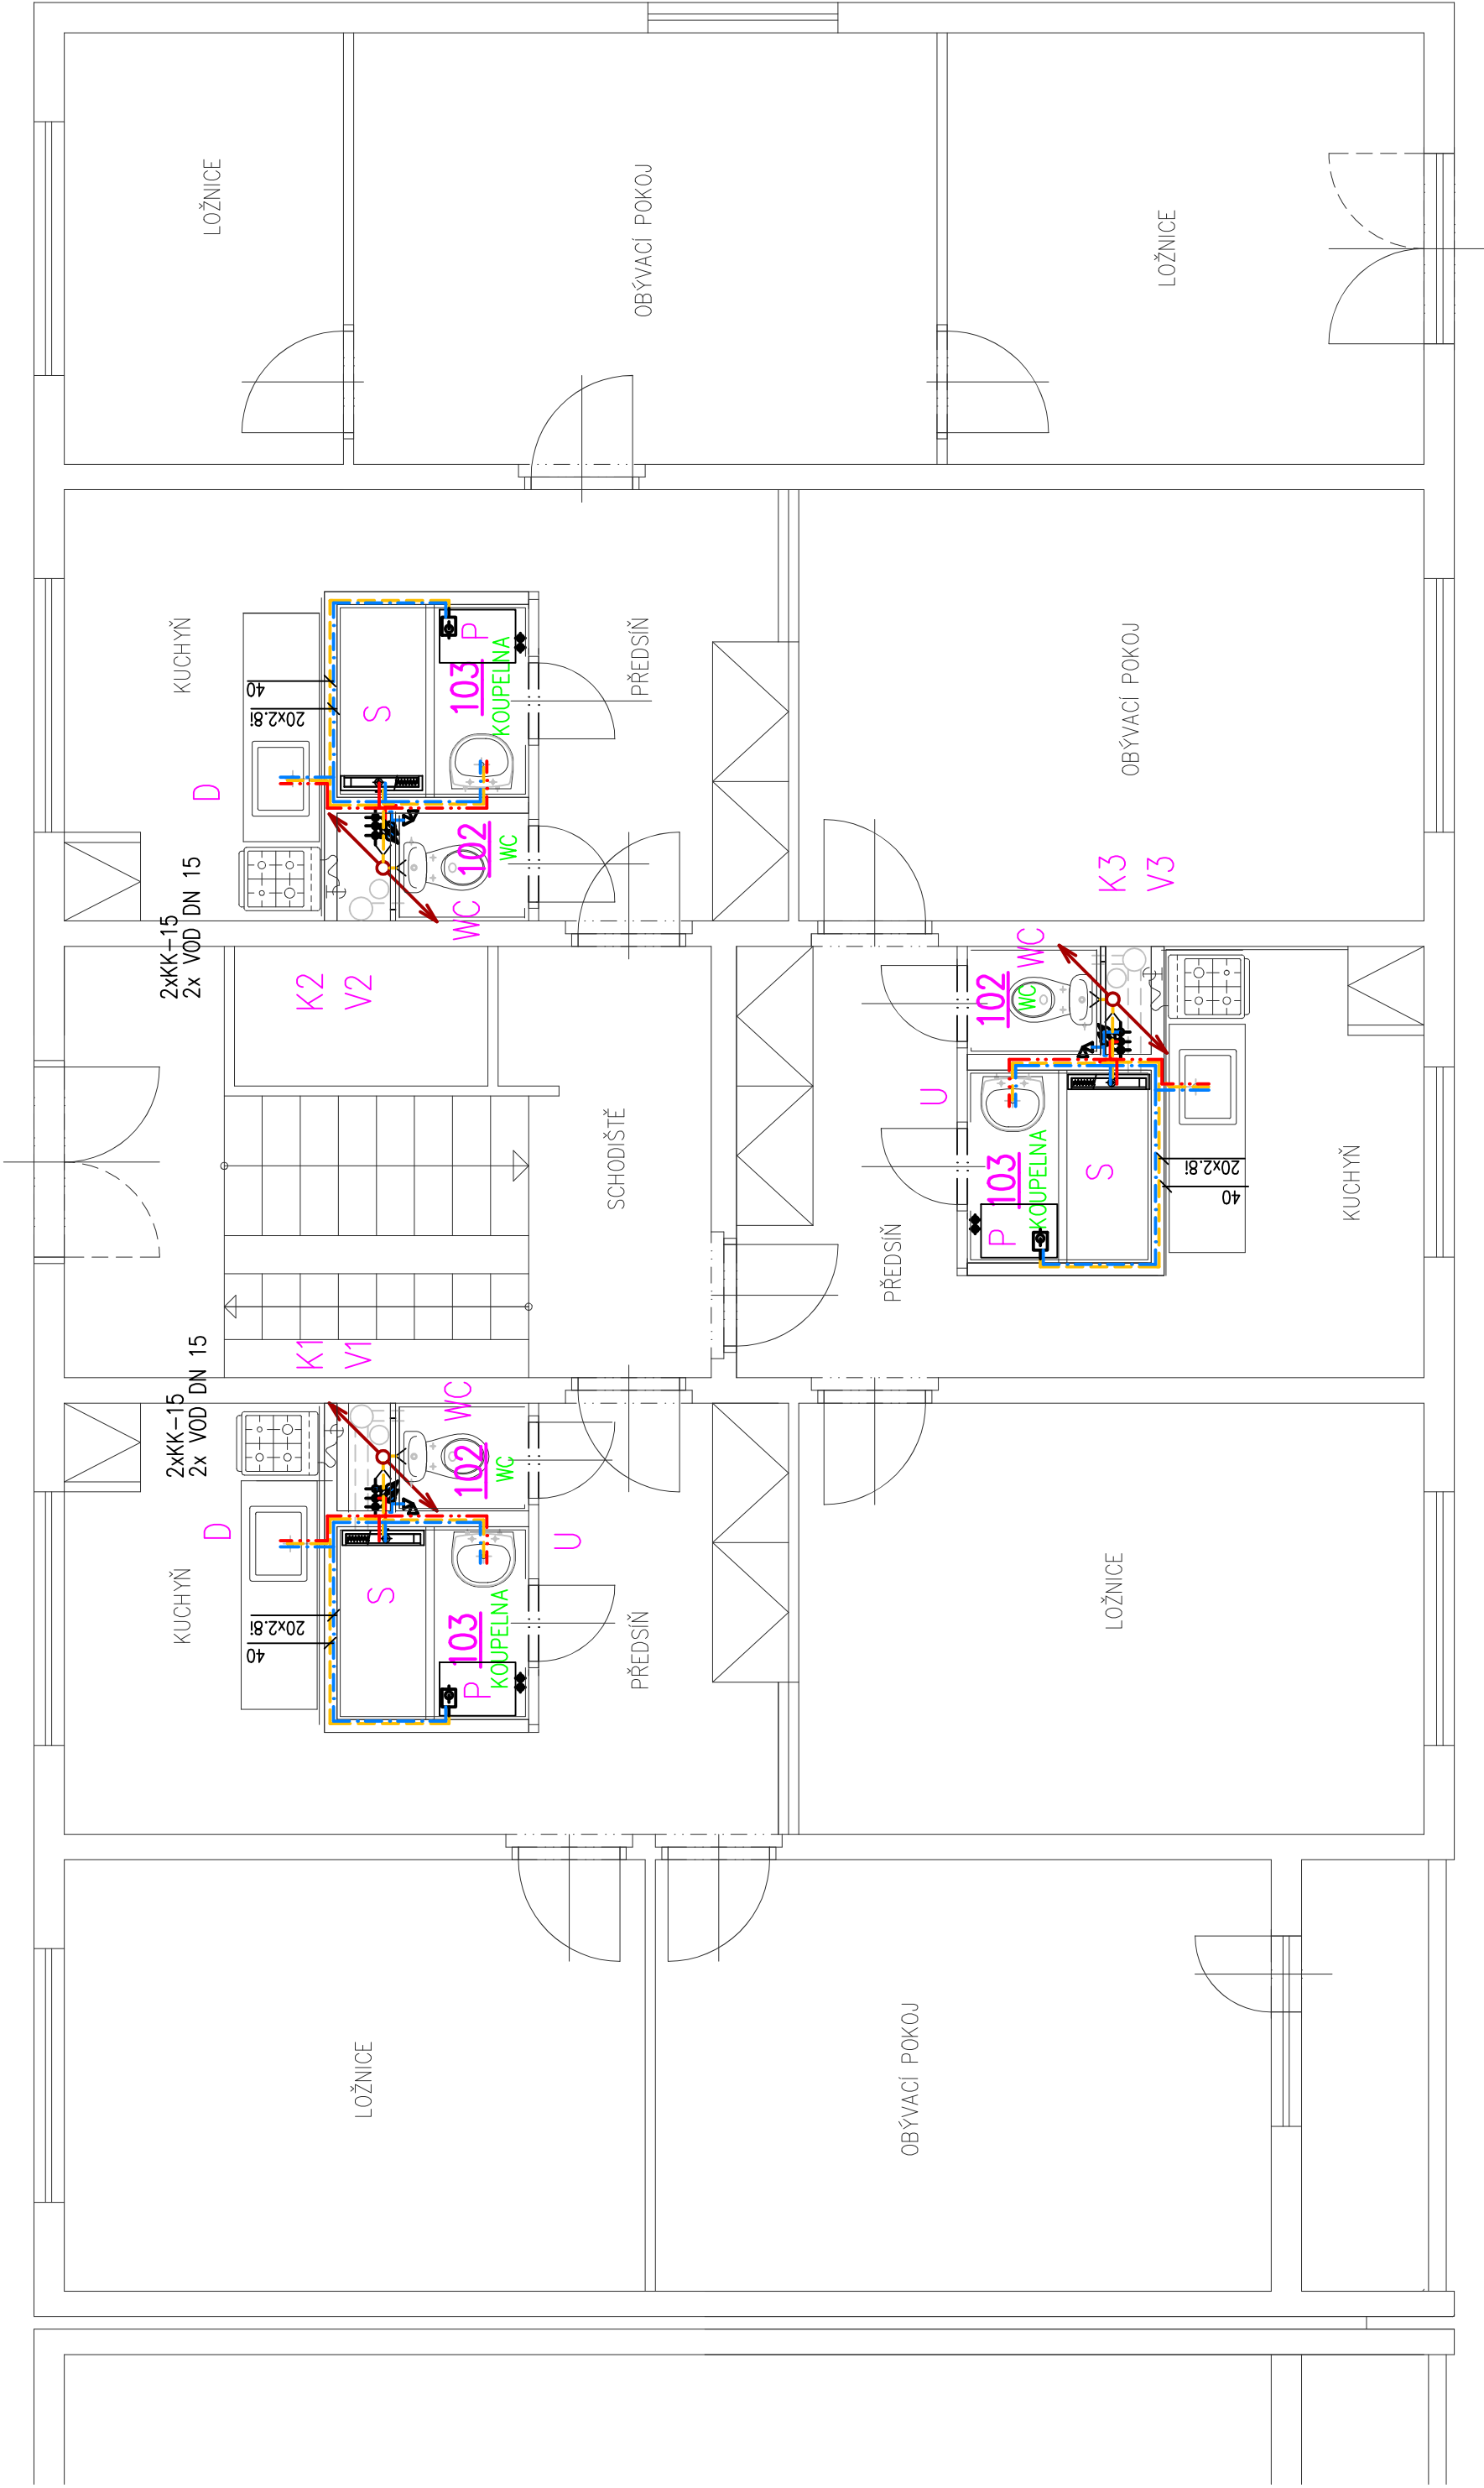 LOŽNICE
OBÝVACÍ POKOJ
LOŽNICE
KUCHYŇ
40
20x2.8i
D
S
103
KOUPELNA
P
PŘEDSÍŇ
102
WC
WC
2xKK-15
2x VOD DN 15
K2
V2
OBÝVACÍ POKOJ
K3
V3
WC
102
WC
U
103
KOUPELNA
P
S
20x2.8i
40
KUCHYŇ
PŘEDSÍŇ
SCHODIŠTĚ
K1
V1
2xKK-15
2x VOD DN 15
WC
102
WC
D
U
S
KUCHYŇ
20x2.8i
40
103
KOUPELNA
P
PŘEDSÍŇ
LOŽNICE
LOŽNICE
OBÝVACÍ POKOJ